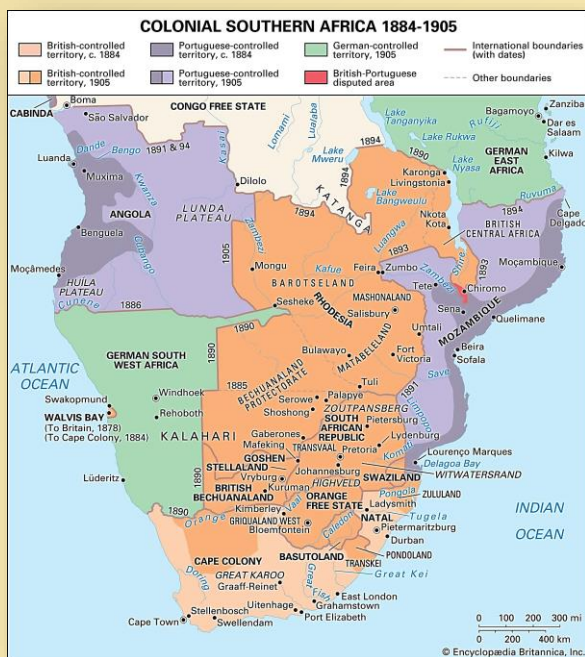 COLONIAL SOUTHERN AFRICA 1884-1905
British-controlled
territory, c. 1884
Portuguese-controlled
territory, c. 1884
German-controlled
territory, 1905
International boundaries
(with dates)
British-controlled
territory, 1905
Portuguese-controlled
territory, 1905
British-Portuguese
disputed area
Other boundaries
Boma
CABINDA
São Salvador
CONGO FREE STATE
Lomami
Lualaba
Kasai
Lake
Tanganyika
Lake Rukwa
Rufiji
Bagamoyo
Zanzibar
Dar es
Salaam
Dande
Bengo
1891 & 94
Luanda
Muxima
Kwanza
Lake
Mweru
1894
1890
Lake
Nyasa
Kilwa
GERMAN
EAST AFRICA
Karonga
Livingstonia
1894
Dilolo
KATANGA
Lake
Bangweulu
Ruvuma
ANGOLA
LUNDA
PLATEAU
Zambezi
1894
Luangwa
Nkota
Kota
1894
Cape
Delgado
BRITISH
CENTRAL AFRICA
Benguela
Cubango
1905
1893
Kafue
Feira
Zumbo
Zambezi
Shire
1893
Moçambique
Moçâmedes
HUILA
PLATEAU
Mongu
BAROTSELAND
Tete
Chiromo
Cunene
1886
Sesheke
RHODESIA
MASHONALAND
Salisbury
Sena
MOZAMBIQUE
Quelimane
1890
GERMAN SOUTH
WEST AFRICA
1890
MATABELELAND
Umtali
Bulawayo
Fort
Victoria
Beira
Sofala
ATLANTIC
OCEAN
Windhoek
1885
BECHUANALAND
PROTECTORATE
Tuli
Save
1891
Swakopmund
WALVIS BAY
(To Britain, 1878)
(To Cape Colony, 1884)
Rehoboth
Serowe
Palapye
Shoshong
ZOUTPANSBERG
Limpopo
SOUTH
AFRICAN
REPUBLIC
Pietersburg
KALAHARI
Gaberones
TRANSVAAL
Lydenburg
Mafeking
Pretoria
Komati
Lourenço Marques
GOSHEN
Johannesburg
Delagoa Bay
STELLALAND
HIGHVELD
WITWATERSRAND
Vryburg
SWAZILAND
Lüderitz
1890
BRITISH
BECHUANALAND
Kuruman
ORANGE
FREE STATE
Pongola
ZULULAND
1890
Kimberley
Vaal
Ladysmith
Orange
GRIQUALAND WEST
NATAL
Tugela
Bloemfontein
Caledon
Pietermaritzburg
INDIAN
OCEAN
Durban
CAPE COLONY
BASUTOLAND
PONDOLAND
TRANSKEI
Doring
GREAT KAROO
Great Kei
Graaff-Reinet
Great
Fish
Stellenbosch
Uitenhage
East London
Grahamstown
Cape Town
Swellendam
Port Elizabeth
0 100 200 300 mi
0 200 400 km
© Encyclopædia Britannica, Inc.